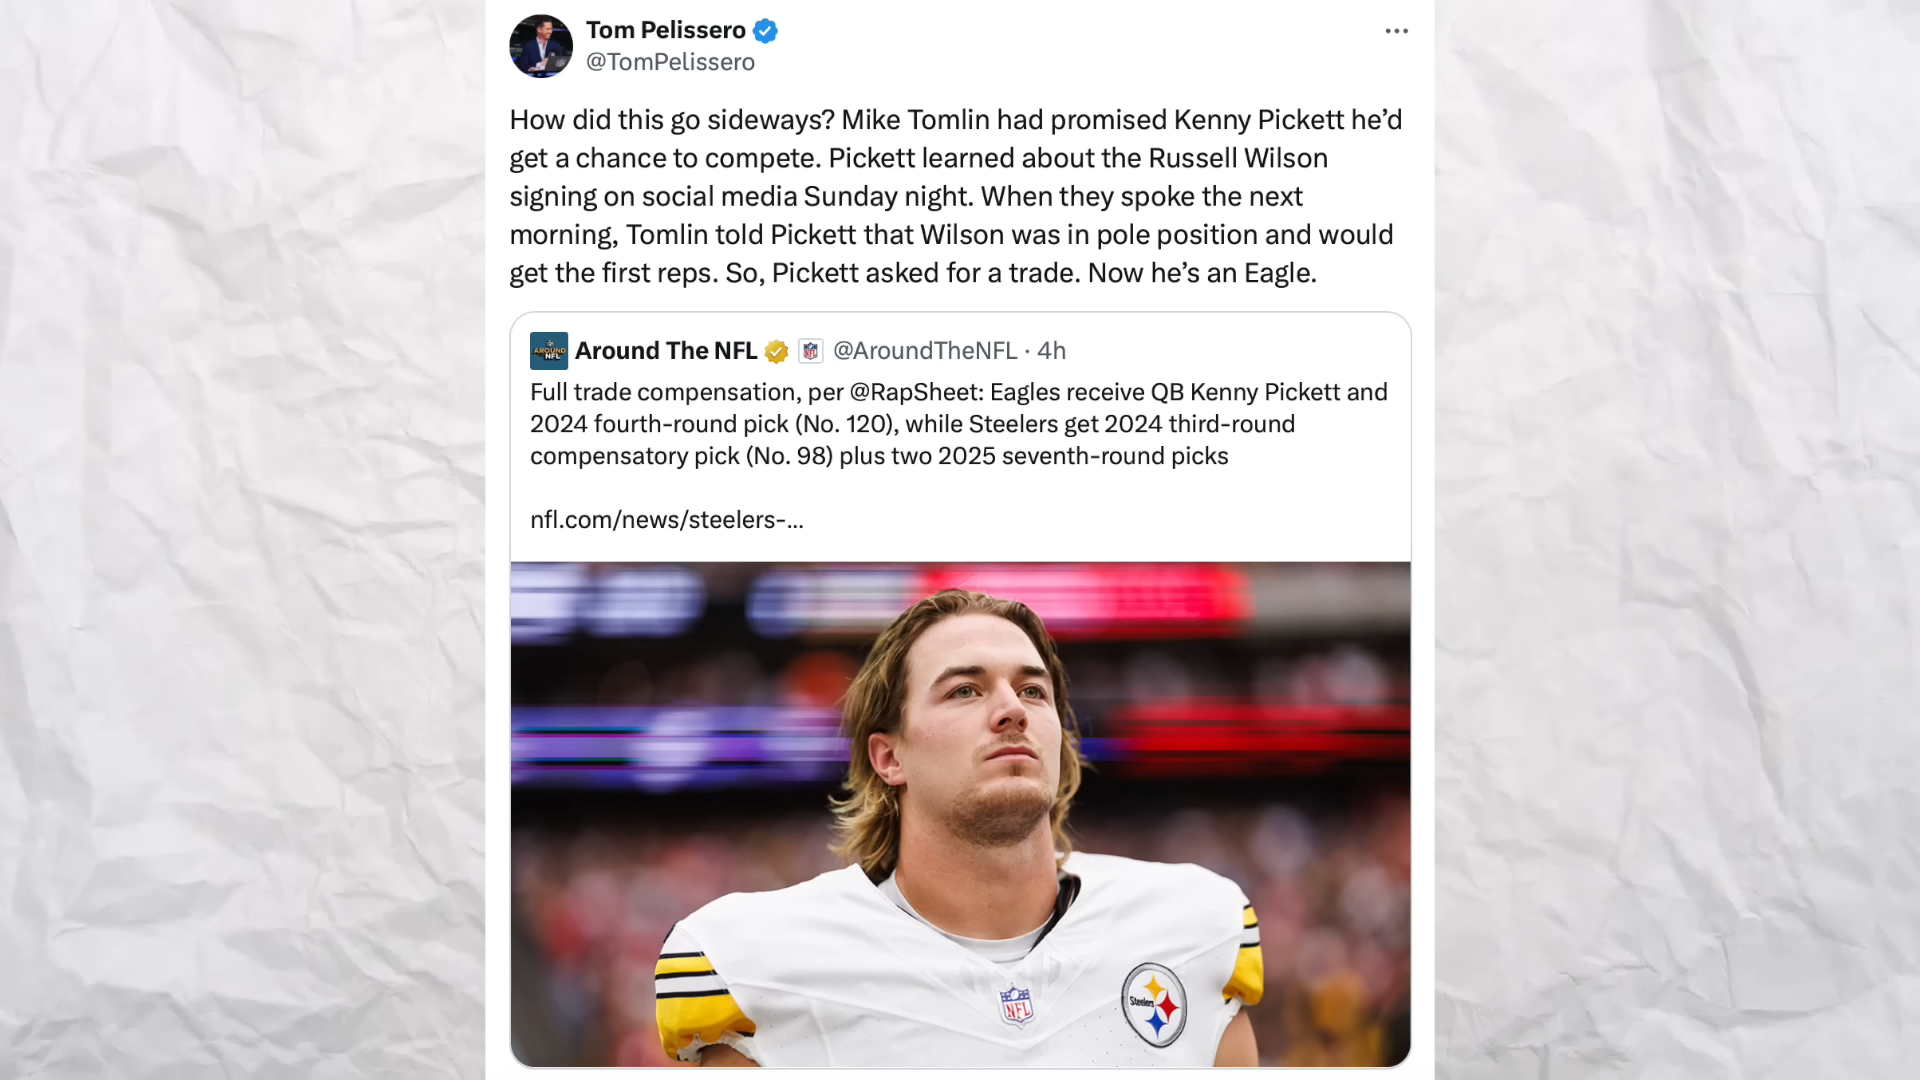 Tom Pelissero
@TomPelissero
How did this go sideways? Mike Tomlin had promised Kenny Pickett he’d
get a chance to compete. Pickett learned about the Russell Wilson
signing on social media Sunday night. When they spoke the next
morning, Tomlin told Pickett that Wilson was in pole position and would
get the first reps. So, Pickett asked for a trade. Now he’s an Eagle.
AROUND
NFL
Around The NFL NFL @AroundTheNFL · 4h
Full trade compensation, per @RapSheet: Eagles receive QB Kenny Pickett and
2024 fourth-round pick (No. 120), while Steelers get 2024 third-round
compensatory pick (No. 98) plus two 2025 seventh-round picks
nfl.com/news/steelers-...
Steelers
NFL